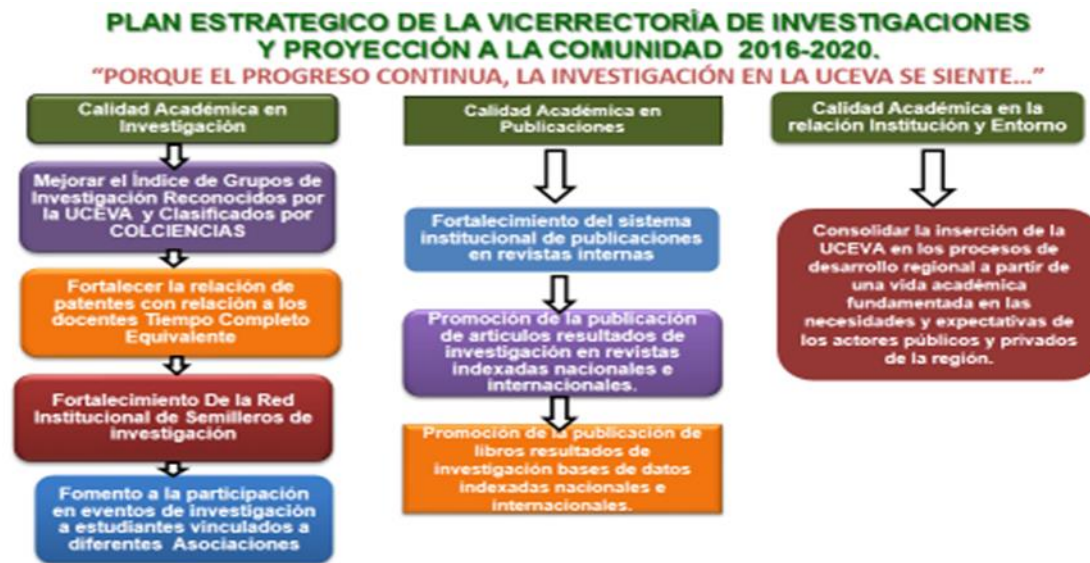 PLAN ESTRATEGICO DE LA VICERRECTORÍA DE INVESTIGACIONES
Y PROYECCIÓN A LA COMUNIDAD 2016-2020.
“PORQUE EL PROGRESO CONTINUA, LA INVESTIGACIÓN EN LA UCEVA SE SIENTE...”
Calidad Académica en
Investigación
Mejorar el Índice de Grupos de
Investigación Reconocidos por
la UCEVA y Clasificados por
COLCIENCIAS
Fortalecer la relación de
patentes con relación a los
docentes Tiempo Completo
Equivalente
Fortalecimiento De la Red
Institucional de Semilleros de
investigación
Fomento a la participación
en eventos de investigación
a estudiantes vinculados a
diferentes Asociaciones
Calidad Académica en
Publicaciones
Fortalecimiento del sistema
institucional de publicaciones
en revistas internas
Promoción de la publicación
de artículos resultados de
investigación en revistas
indexadas nacionales e
internacionales.
Promoción de la publicación de
libros resultados de
investigación bases de datos
indexadas nacionales e
internacionales.
Calidad Académica en la
relación Institución y Entorno
Consolidar la inserción de la
UCEVA en los procesos de
desarrollo regional a partir de
una vida académica
fundamentada en las
necesidades y expectativas de
los actores públicos y privados
de la región.